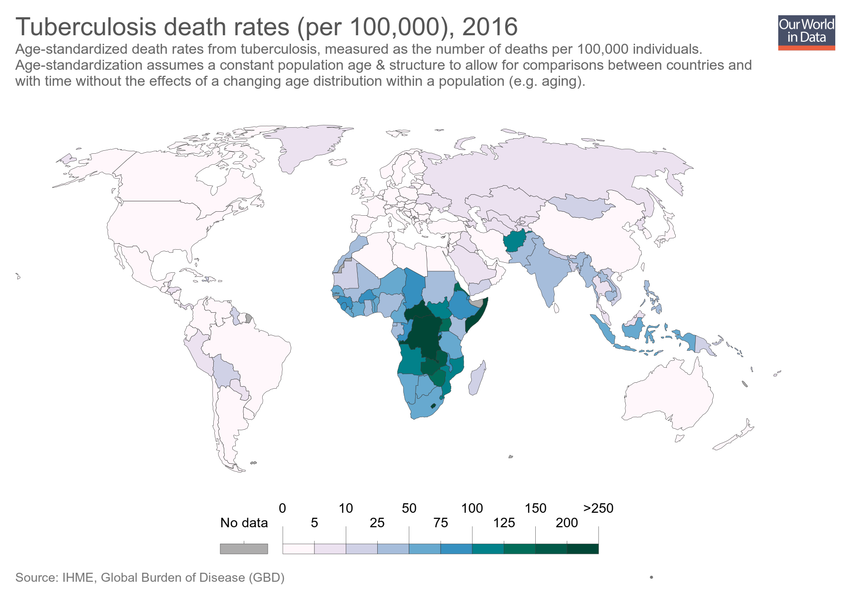 Tuberculosis death rates (per 100,000), 2016
Our World
in Data
Age-standardized death rates from tuberculosis, measured as the number of deaths per 100,000 individuals.
Age-standardization assumes a constant population age & structure to allow for comparisons between countries and
with time without the effects of a changing age distribution within a population (e.g. aging).
0 10 50 100 150 >250
No data 5 25 75 125 200
Source: IHME, Global Burden of Disease (GBD)